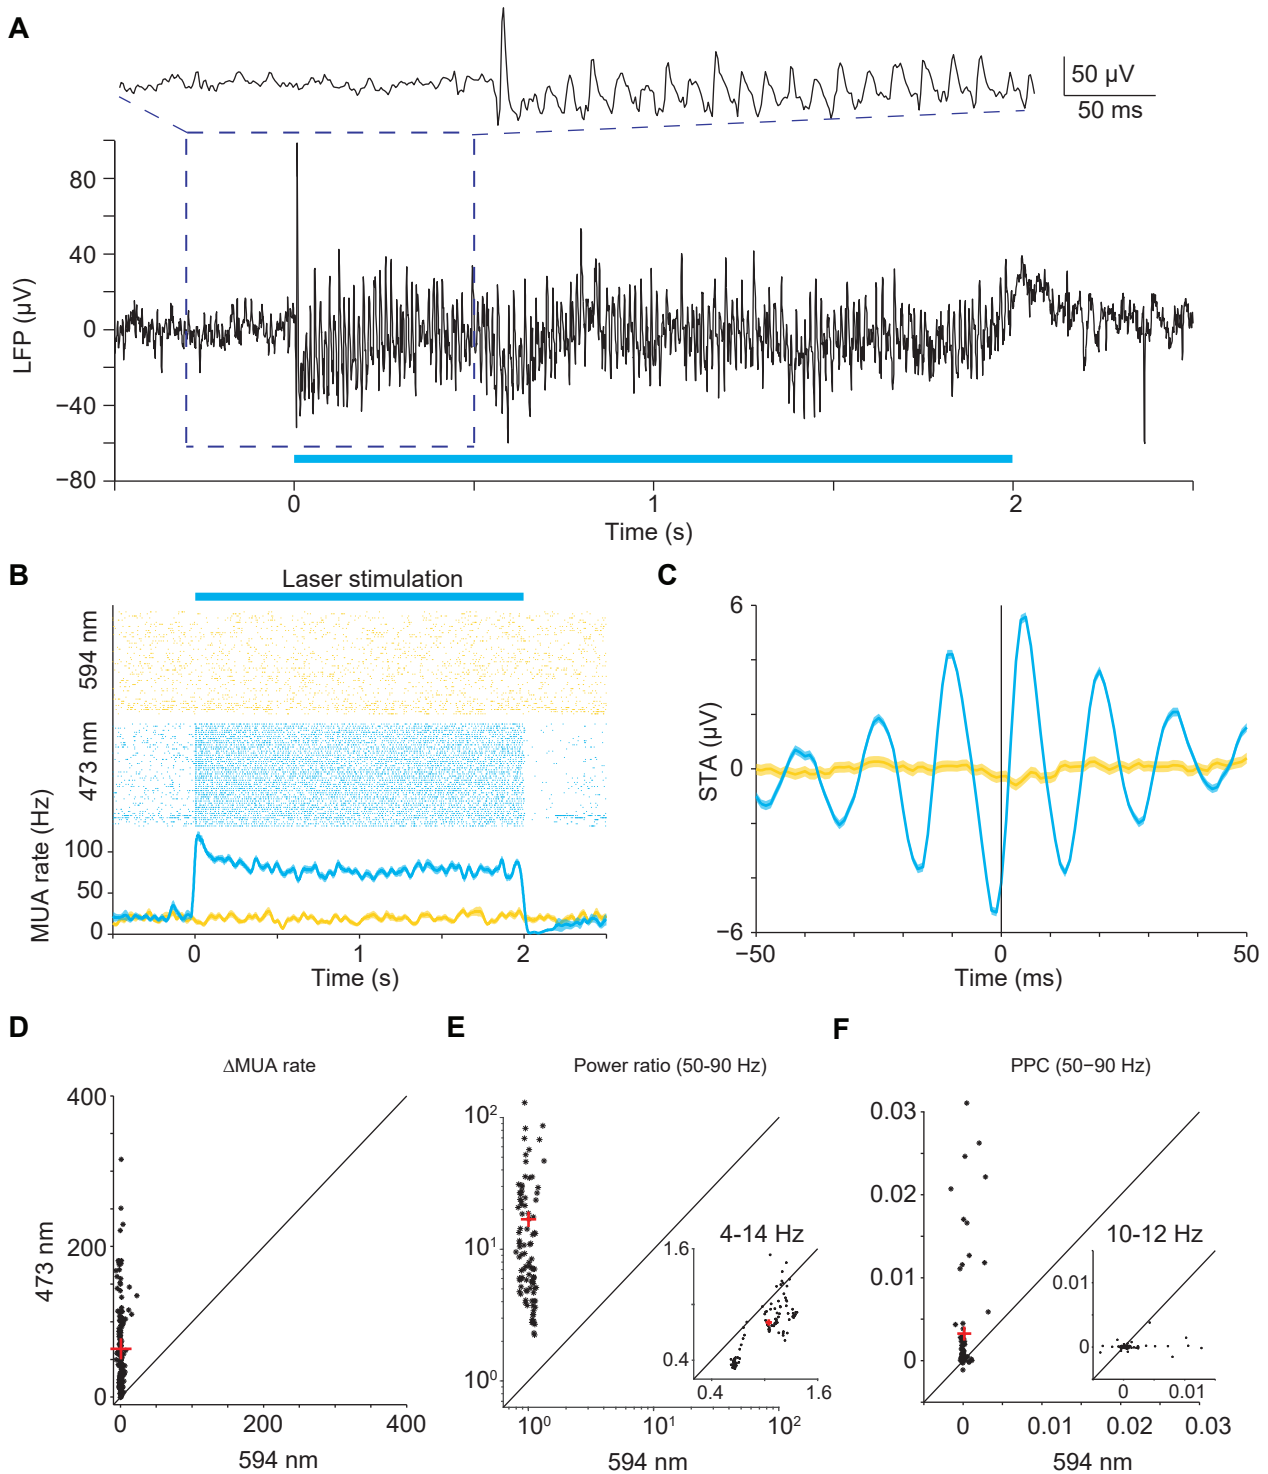 A
50 µV
50 ms
80
40
0
−40
−80
LFP (µV)
0
1
2
Time (s)
B
Laser stimulation
594 nm
473 nm
MUA rate (Hz)
100
50
0
0
1
2
Time (s)
C
6
0
−6
STA (µV)
−50
0
50
Time (ms)
D
ΔMUA rate
400
200
0
473 nm
0
200
400
594 nm
E
Power ratio (50-90 Hz)
10²
10¹
10⁰
10⁰
10¹
10²
594 nm
4-14 Hz
1.6
0.4
0.4
1.6
F
PPC (50−90 Hz)
0.03
0.02
0.01
0
0
0.01
0.02
0.03
594 nm
10-12 Hz
0.01
0
0
0.01